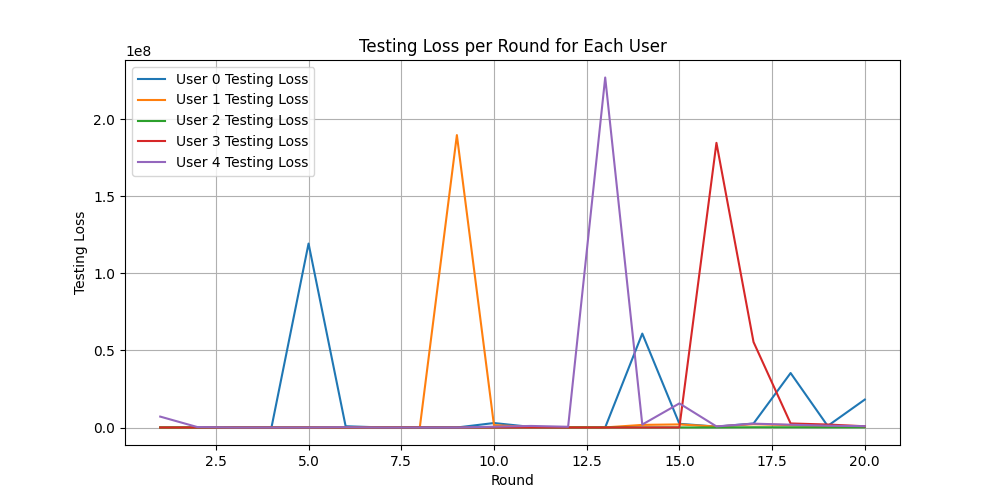 Testing Loss per Round for Each User
1e8
User 0 Testing Loss
User 1 Testing Loss
User 2 Testing Loss
User 3 Testing Loss
User 4 Testing Loss
2.0
1.5
1.0
0.5
0.0
Testing Loss
2.5 5.0 7.5 10.0 12.5 15.0 17.5 20.0
Round